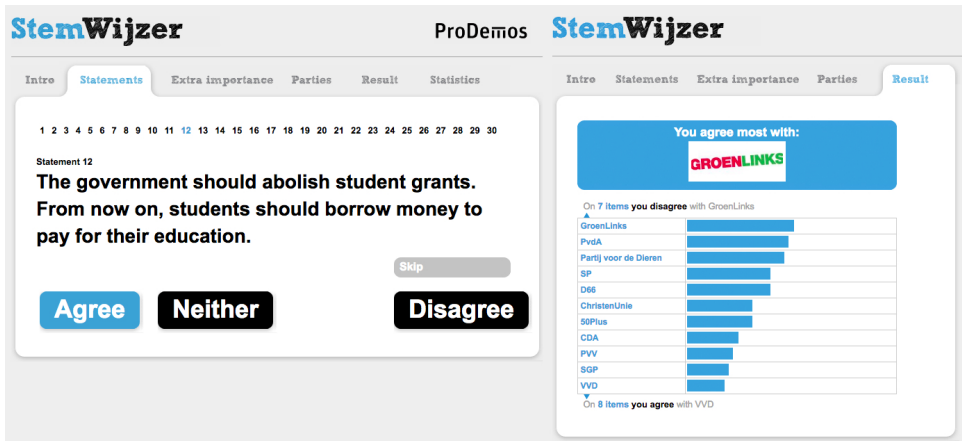 StemWijzer
ProDemos
Intro Statements Extra importance Parties Result Statistics
1 2 3 4 5 6 7 8 9 10 11 12 13 14 15 16 17 18 19 20 21 22 23 24 25 26 27 28 29 30
Statement 12
The government should abolish student grants.
From now on, students should borrow money to
pay for their education.
Skip
Agree
Neither
Disagree
StemWijzer
Intro Statements Extra importance Parties Result
You agree most with:
GROENLINKS
On 7 items you disagree with GroenLinks
GroenLinks
PvdA
Partij voor de Dieren
SP
D66
ChristenUnie
50Plus
CDA
PVV
SGP
VVD
On 8 items you agree with VVD